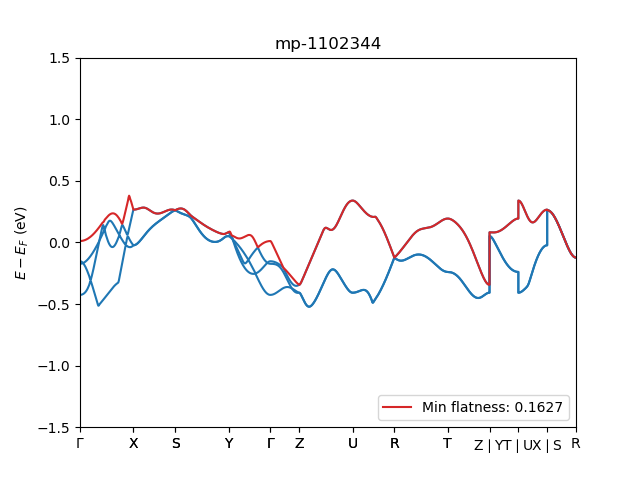 mp-1102344
1.5
1.0
0.5
0.0
−0.5
−1.0
−1.5
E − E_F (eV)
Min flatness: 0.1627
Γ X S Y Γ Z U R T Z | YT | UX | S R